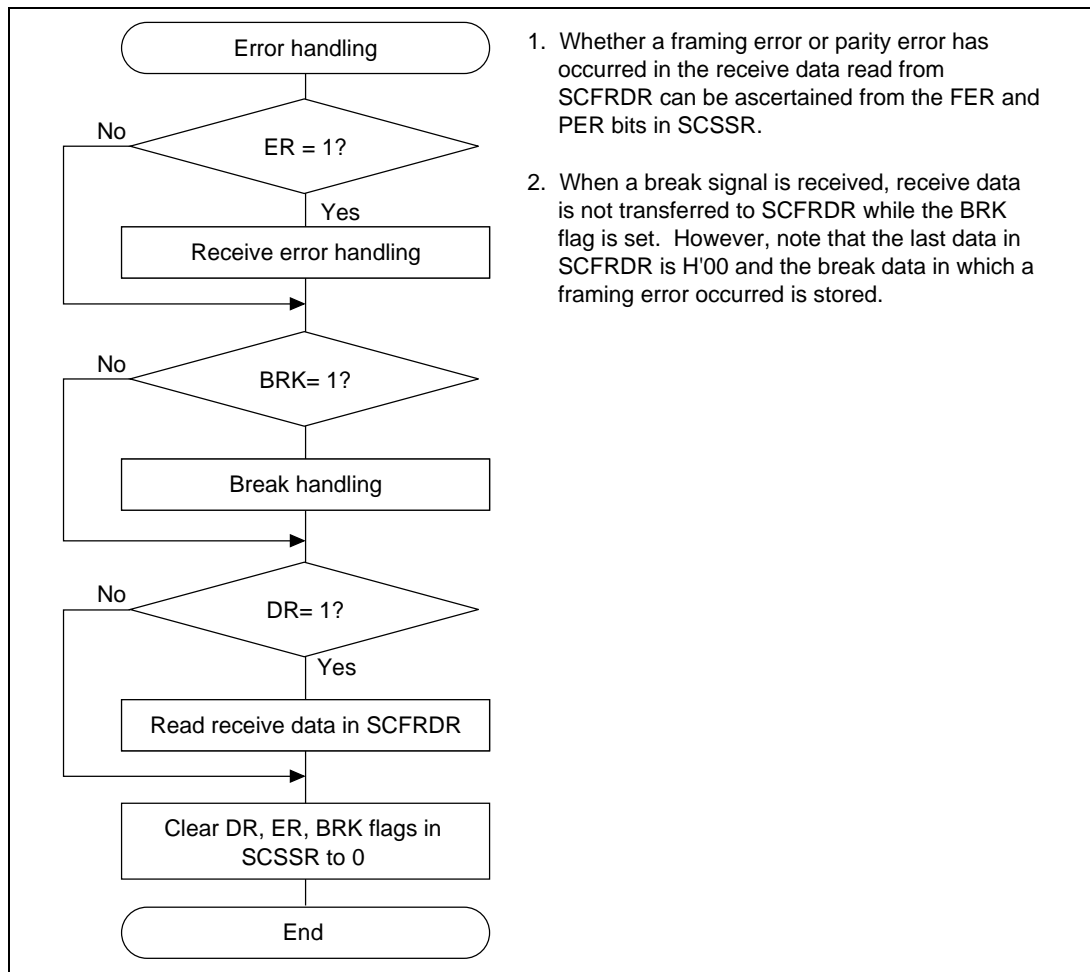 Error handling
No
ER = 1?
Yes
Receive error handling
No
BRK= 1?
Break handling
No
DR= 1?
Yes
Read receive data in SCFRDR
Clear DR, ER, BRK flags in
SCSSR to 0
End
1. Whether a framing error or parity error has
occurred in the receive data read from
SCFRDR can be ascertained from the FER and
PER bits in SCSSR.
2. When a break signal is received, receive data
is not transferred to SCFRDR while the BRK
flag is set. However, note that the last data in
SCFRDR is H'00 and the break data in which a
framing error occurred is stored.